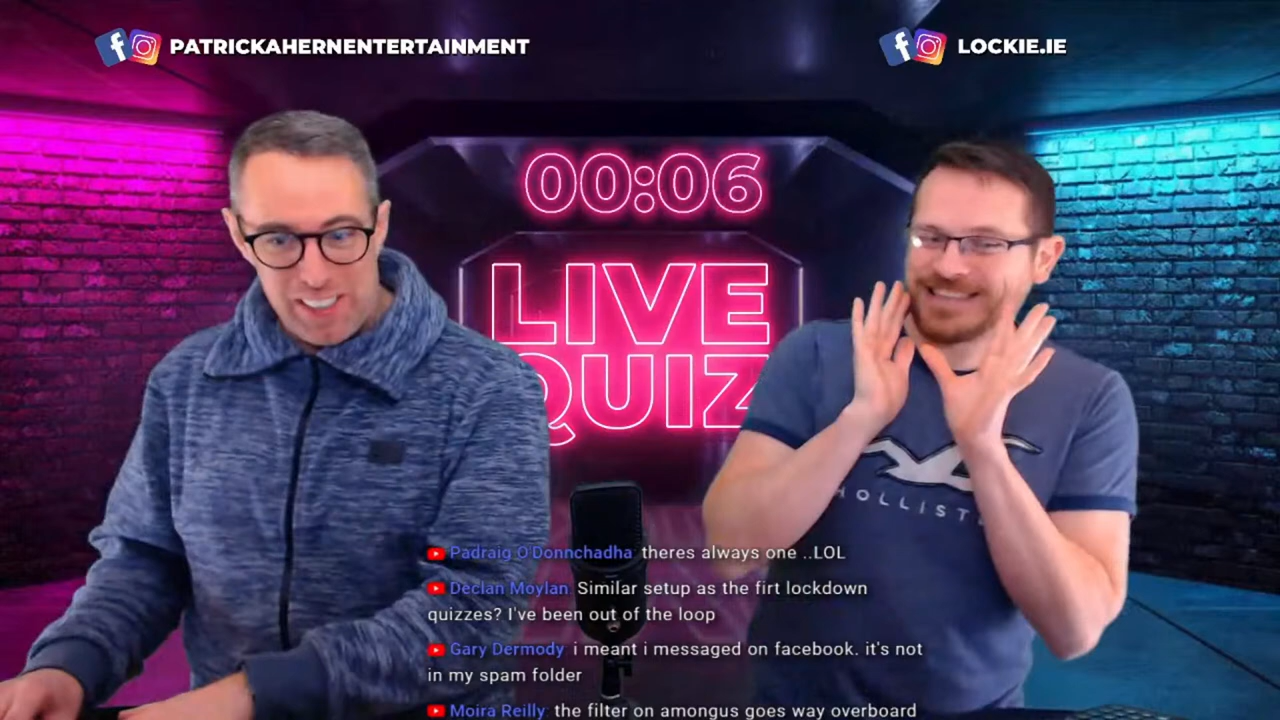 PATRICKAHERNENTERTAINMENT
LOCKIE.IE
00:06
LIVE
QUIZ
HOLLIST
Padraig O'Donnchadha theres always one ..LOL
Declan Moylan Similar setup as the firt lockdown
quizzes? I've been out of the loop
Gary Dermody i meant i messaged on facebook. it's not
in my spam folder
Moira Reilly the filter on amongus goes way overboard